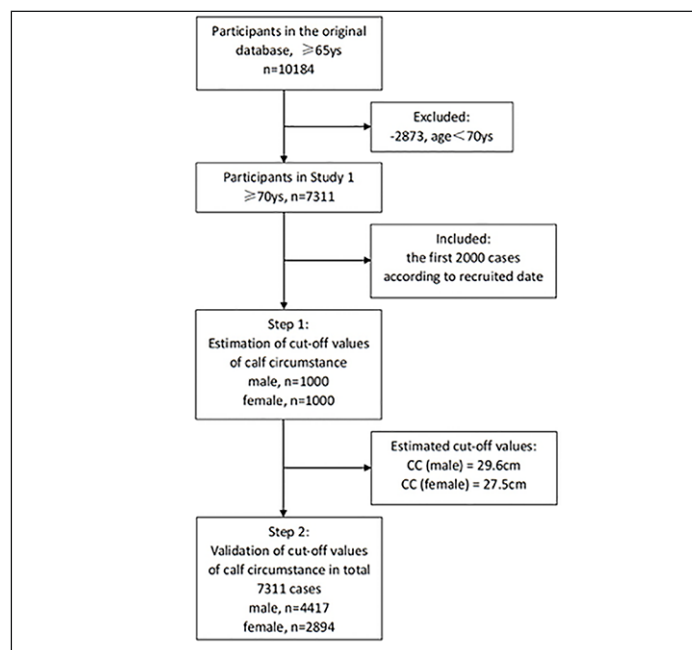 Participants in the original
database, ≥65ys
n=10184
Excluded:
-2873, age<70ys
Participants in Study 1
≥70ys, n=7311
Included:
the first 2000 cases
according to recruited date
Step 1:
Estimation of cut-off values
of calf circumstance
male, n=1000
female, n=1000
Estimated cut-off values:
CC (male) = 29.6cm
CC (female) = 27.5cm
Step 2:
Validation of cut-off values
of calf circumstance in total
7311 cases
male, n=4417
female, n=2894